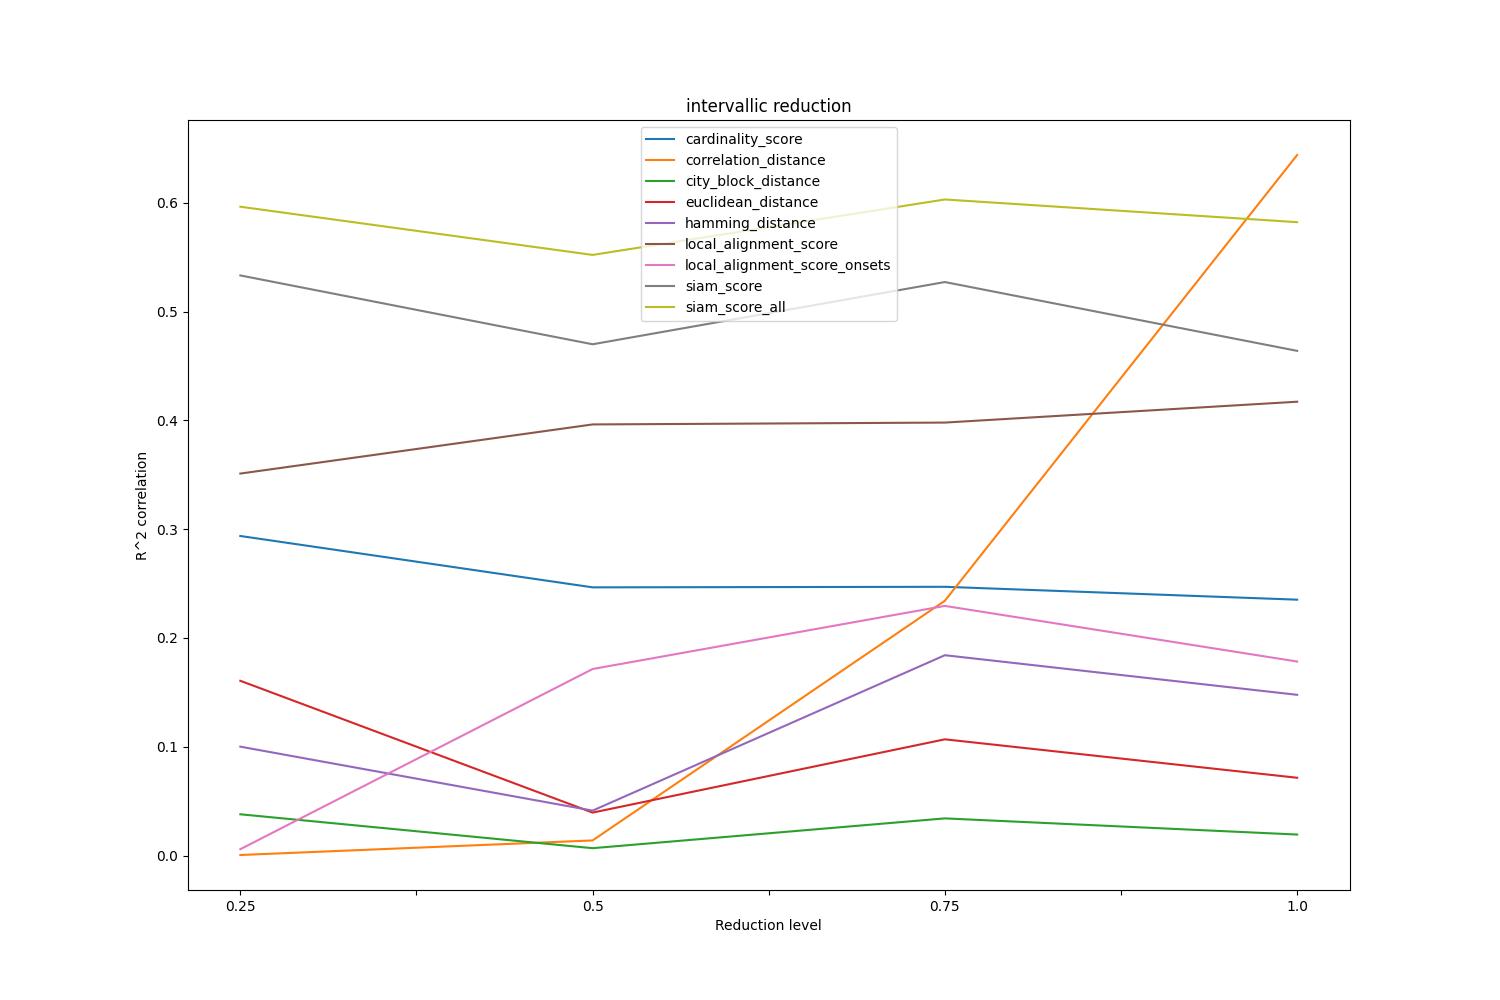 intervallic reduction
cardinality_score
correlation_distance
city_block_distance
euclidean_distance
hamming_distance
local_alignment_score
local_alignment_score_onsets
siam_score
siam_score_all
R^2 correlation
0.6
0.5
0.4
0.3
0.2
0.1
0.0
0.25 0.5 0.75 1.0
Reduction level